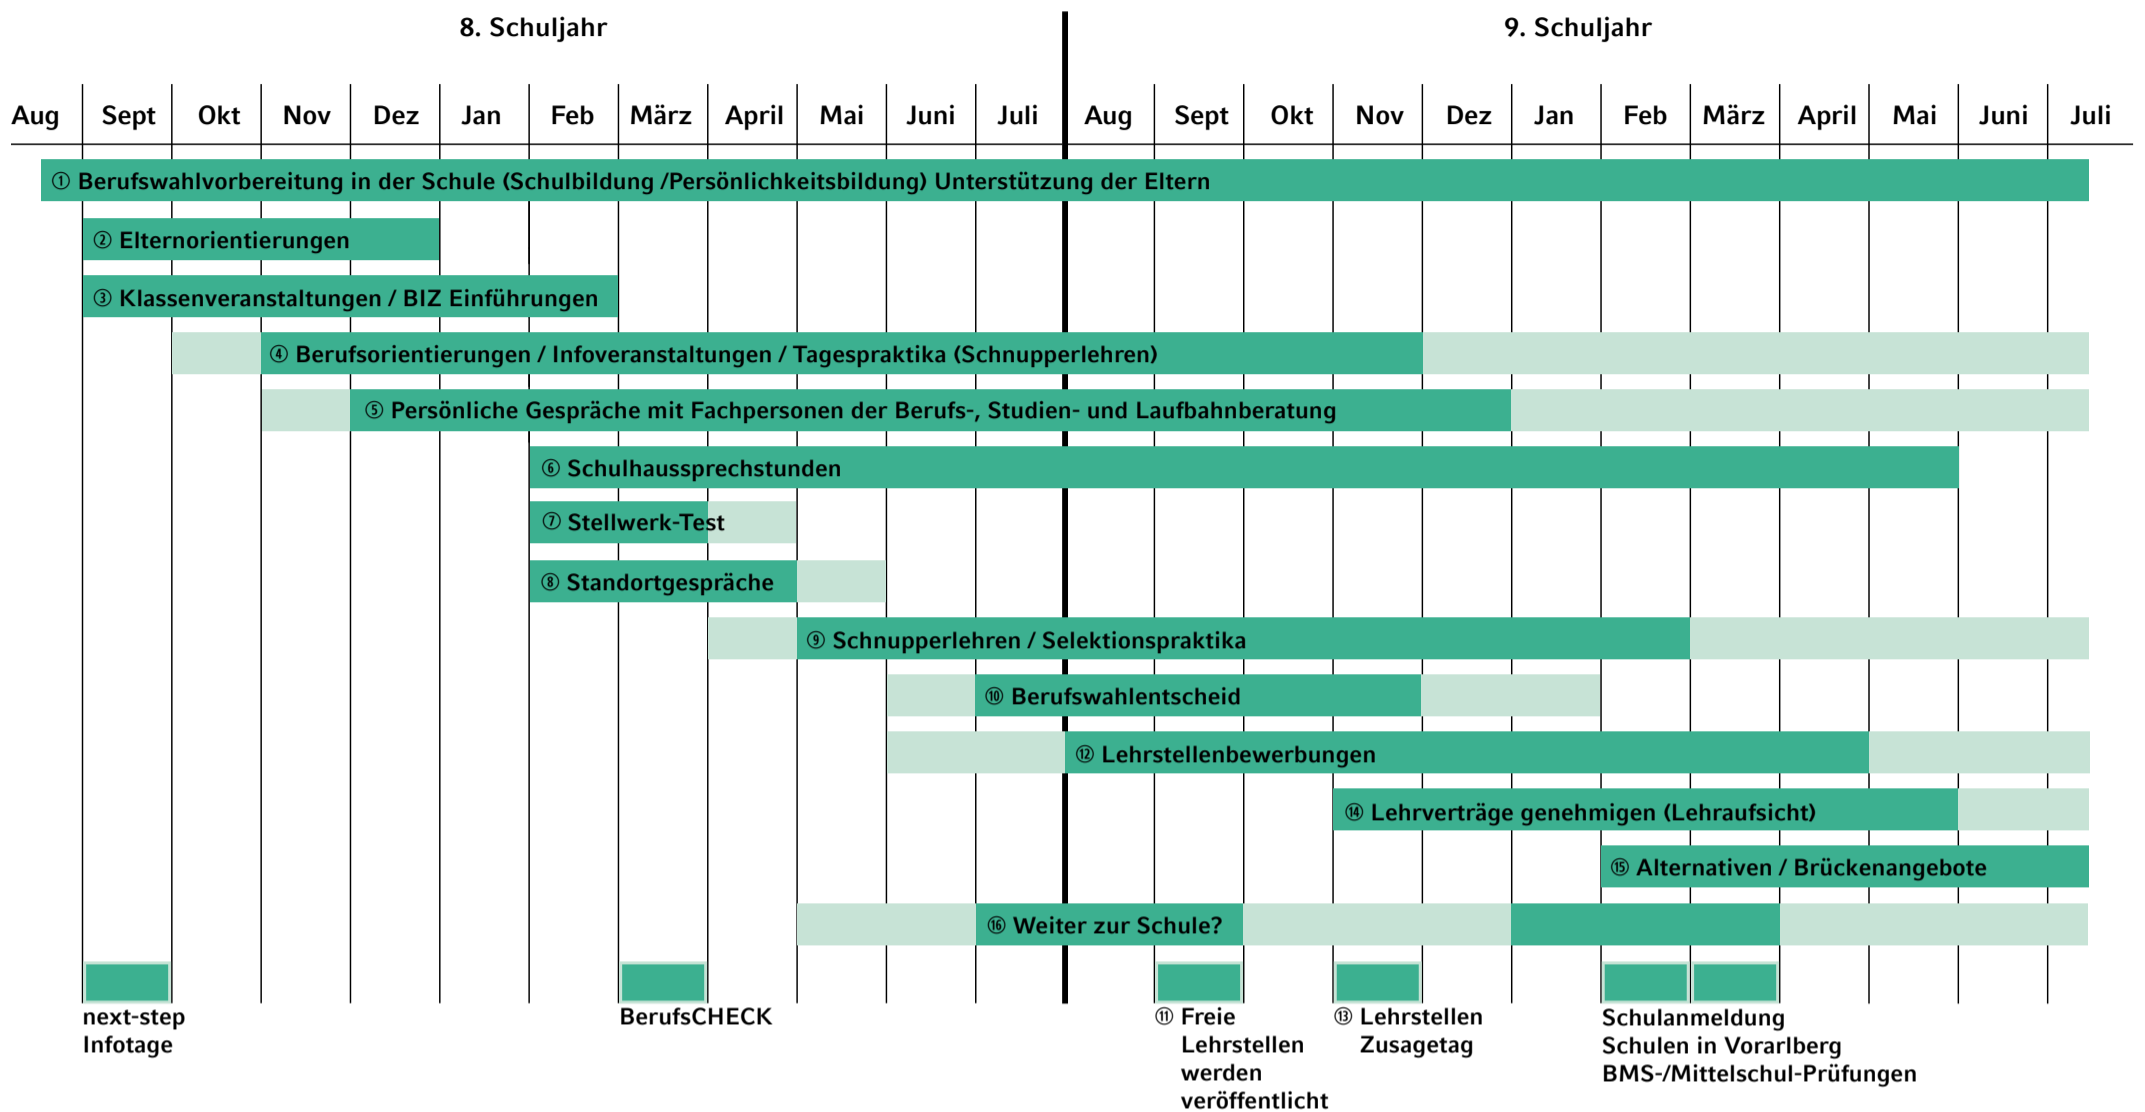 8. Schuljahr
9. Schuljahr
Aug Sept Okt Nov Dez Jan Feb März April Mai Juni Juli Aug Sept Okt Nov Dez Jan Feb März April Mai Juni Juli
① Berufswahlvorbereitung in der Schule (Schulbildung /Persönlichkeitsbildung) Unterstützung der Eltern
② Elternorientierungen
③ Klassenveranstaltungen / BIZ Einführungen
④ Berufsorientierungen / Infoveranstaltungen / Tagespraktika (Schnupperlehren)
⑤ Persönliche Gespräche mit Fachpersonen der Berufs-, Studien- und Laufbahnberatung
⑥ Schulhaussprechstunden
⑦ Stellwerk-Test
⑧ Standortgespräche
⑨ Schnupperlehren / Selektionspraktika
⑩ Berufswahlentscheid
⑫ Lehrstellenbewerbungen
⑭ Lehrverträge genehmigen (Lehraufsicht)
⑮ Alternativen / Brückenangebote
⑯ Weiter zur Schule?
next-step
Infotage
BerufsCHECK
⑪ Freie
Lehrstellen
werden
veröffentlicht
⑬ Lehrstellen
Zusagetag
Schulanmeldung
Schulen in Vorarlberg
BMS-/Mittelschul-Prüfungen